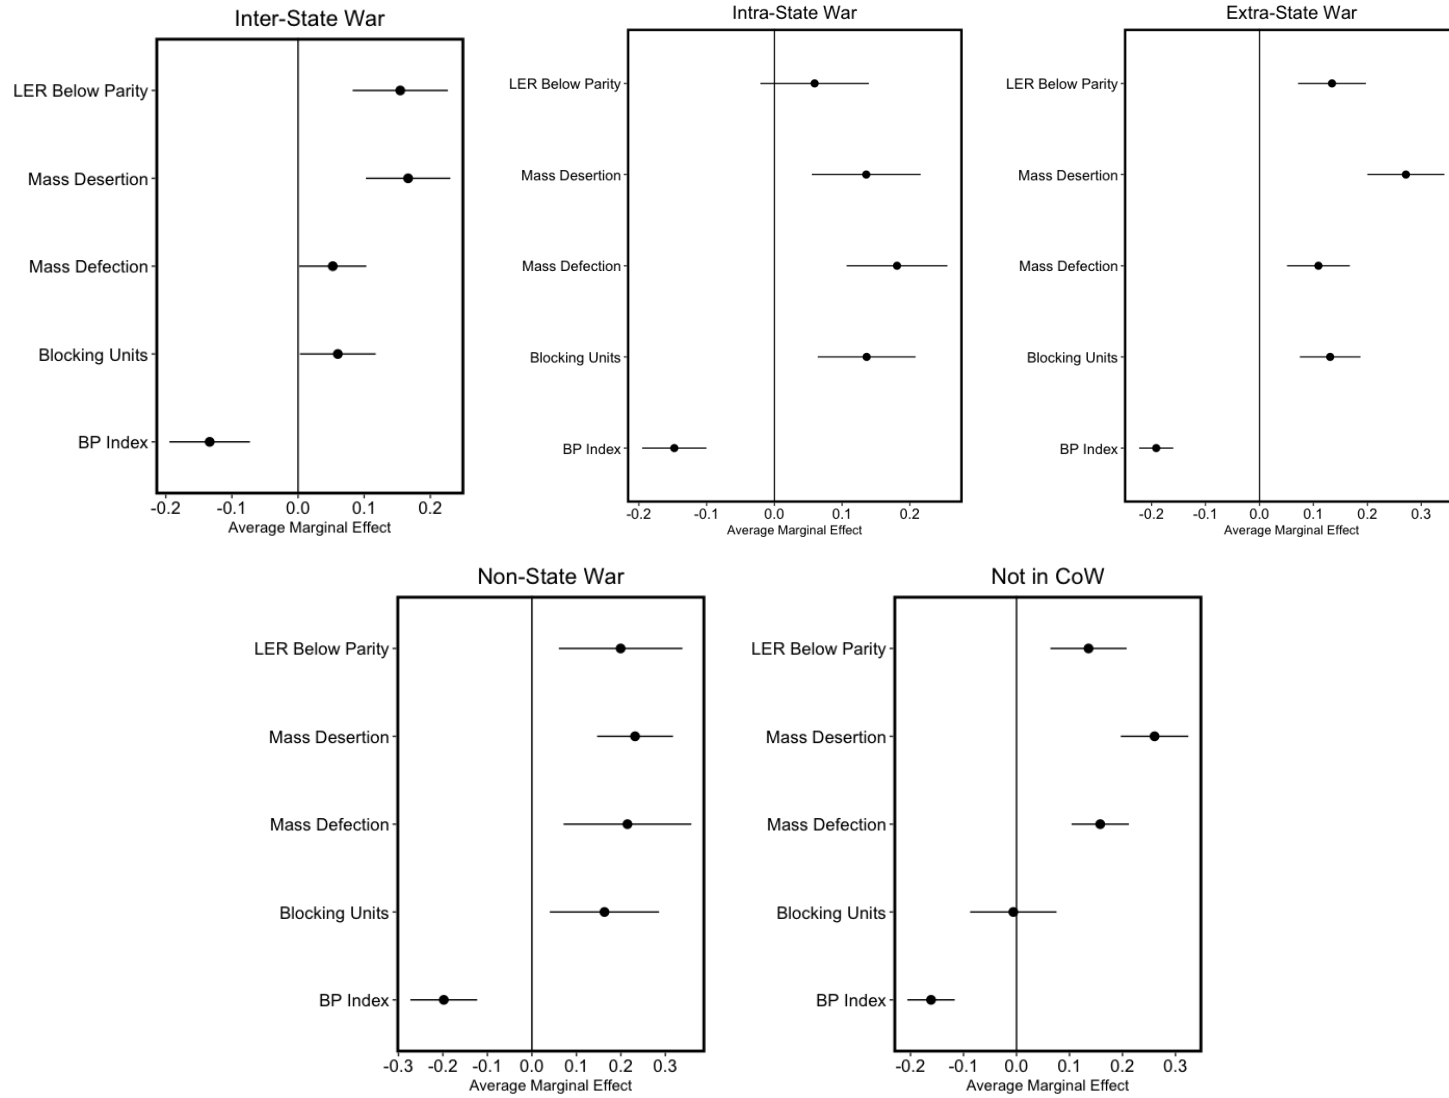 Inter-State War
LER Below Parity
Mass Desertion
Mass Defection
Blocking Units
BP Index
-0.2 -0.1 0.0 0.1 0.2
Average Marginal Effect
Intra-State War
LER Below Parity
Mass Desertion
Mass Defection
Blocking Units
BP Index
-0.2 -0.1 0.0 0.1 0.2
Average Marginal Effect
Extra-State War
LER Below Parity
Mass Desertion
Mass Defection
Blocking Units
BP Index
-0.2 -0.1 0.0 0.1 0.2 0.3
Average Marginal Effect
Non-State War
LER Below Parity
Mass Desertion
Mass Defection
Blocking Units
BP Index
-0.3 -0.2 -0.1 0.0 0.1 0.2 0.3
Average Marginal Effect
Not in CoW
LER Below Parity
Mass Desertion
Mass Defection
Blocking Units
BP Index
-0.2 -0.1 0.0 0.1 0.2 0.3
Average Marginal Effect